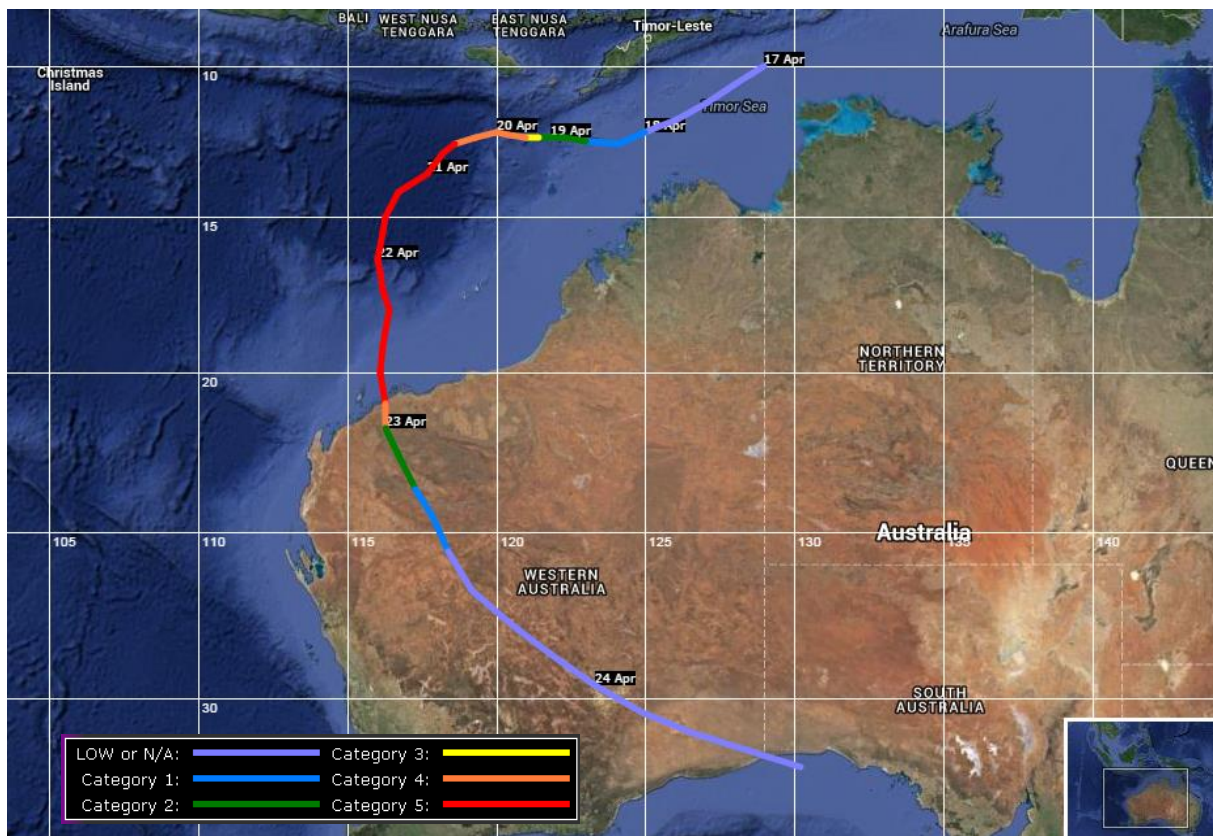 BALI
WEST NUSA
TENGGARA
EAST NUSA
TENGGARA
Timor-Leste
Arafura Sea
Christmas
Island
10
17 Apr
Timor Sea
20 Apr
19 Apr
18 Apr
21 Apr
15
22 Apr
NORTHERN
TERRITORY
20
23 Apr
QUEEN
Australia
105
110
115
120
125
130
135
140
WESTERN
AUSTRALIA
24 Apr
SOUTH
AUSTRALIA
30
LOW or N/A:
Category 3:
Category 1:
Category 4:
Category 2:
Category 5: